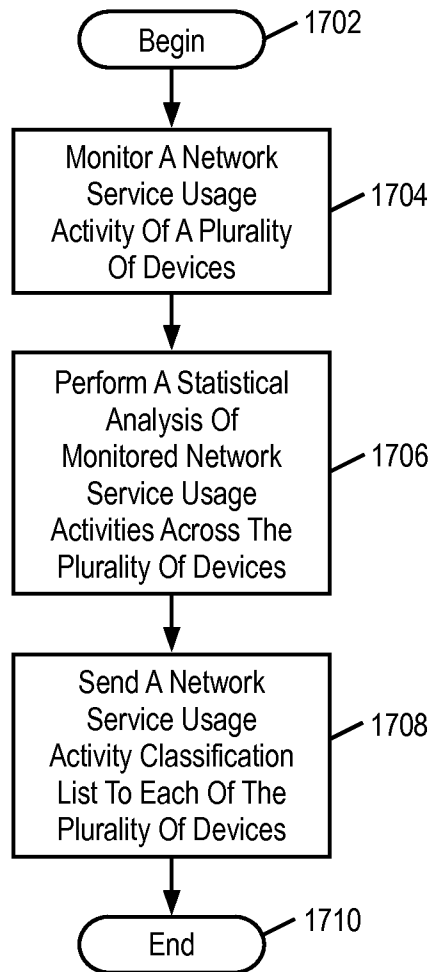 Begin
1702
Monitor A Network
Service Usage
Activity Of A Plurality
Of Devices
1704
Perform A Statistical
Analysis Of
Monitored Network
Service Usage
Activities Across The
Plurality Of Devices
1706
Send A Network
Service Usage
Activity Classification
List To Each Of The
Plurality Of Devices
1708
End
1710